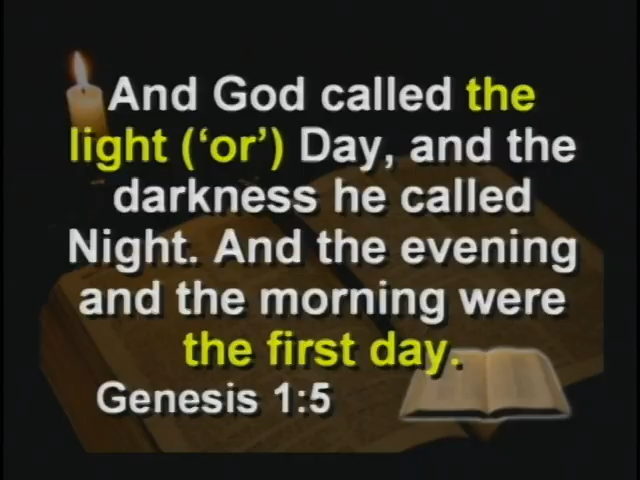 And God called the
light (‘or’) Day, and the
darkness he called
Night. And the evening
and the morning were
the first day.
Genesis 1:5